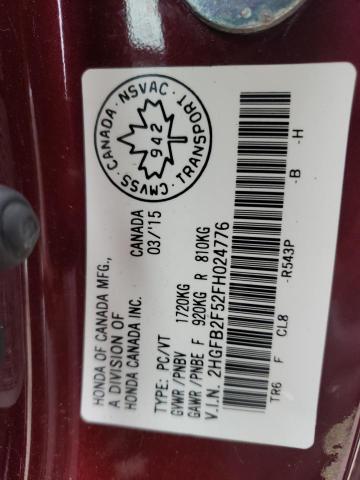 HONDA OF CANADA MFG.,
A DIVISION OF
HONDA CANADA INC.
CANADA
03/'15
TYPE: PC/VT
GVWR/PNBV 1720KG
GAWR/PNBE F 920KG R 810KG
V.I.N. 2HGFB2F52FH024776
TR6 F CL8 -R543P -B -H
CMVSS·CANADA·NSVAC·TRANSPORT
942